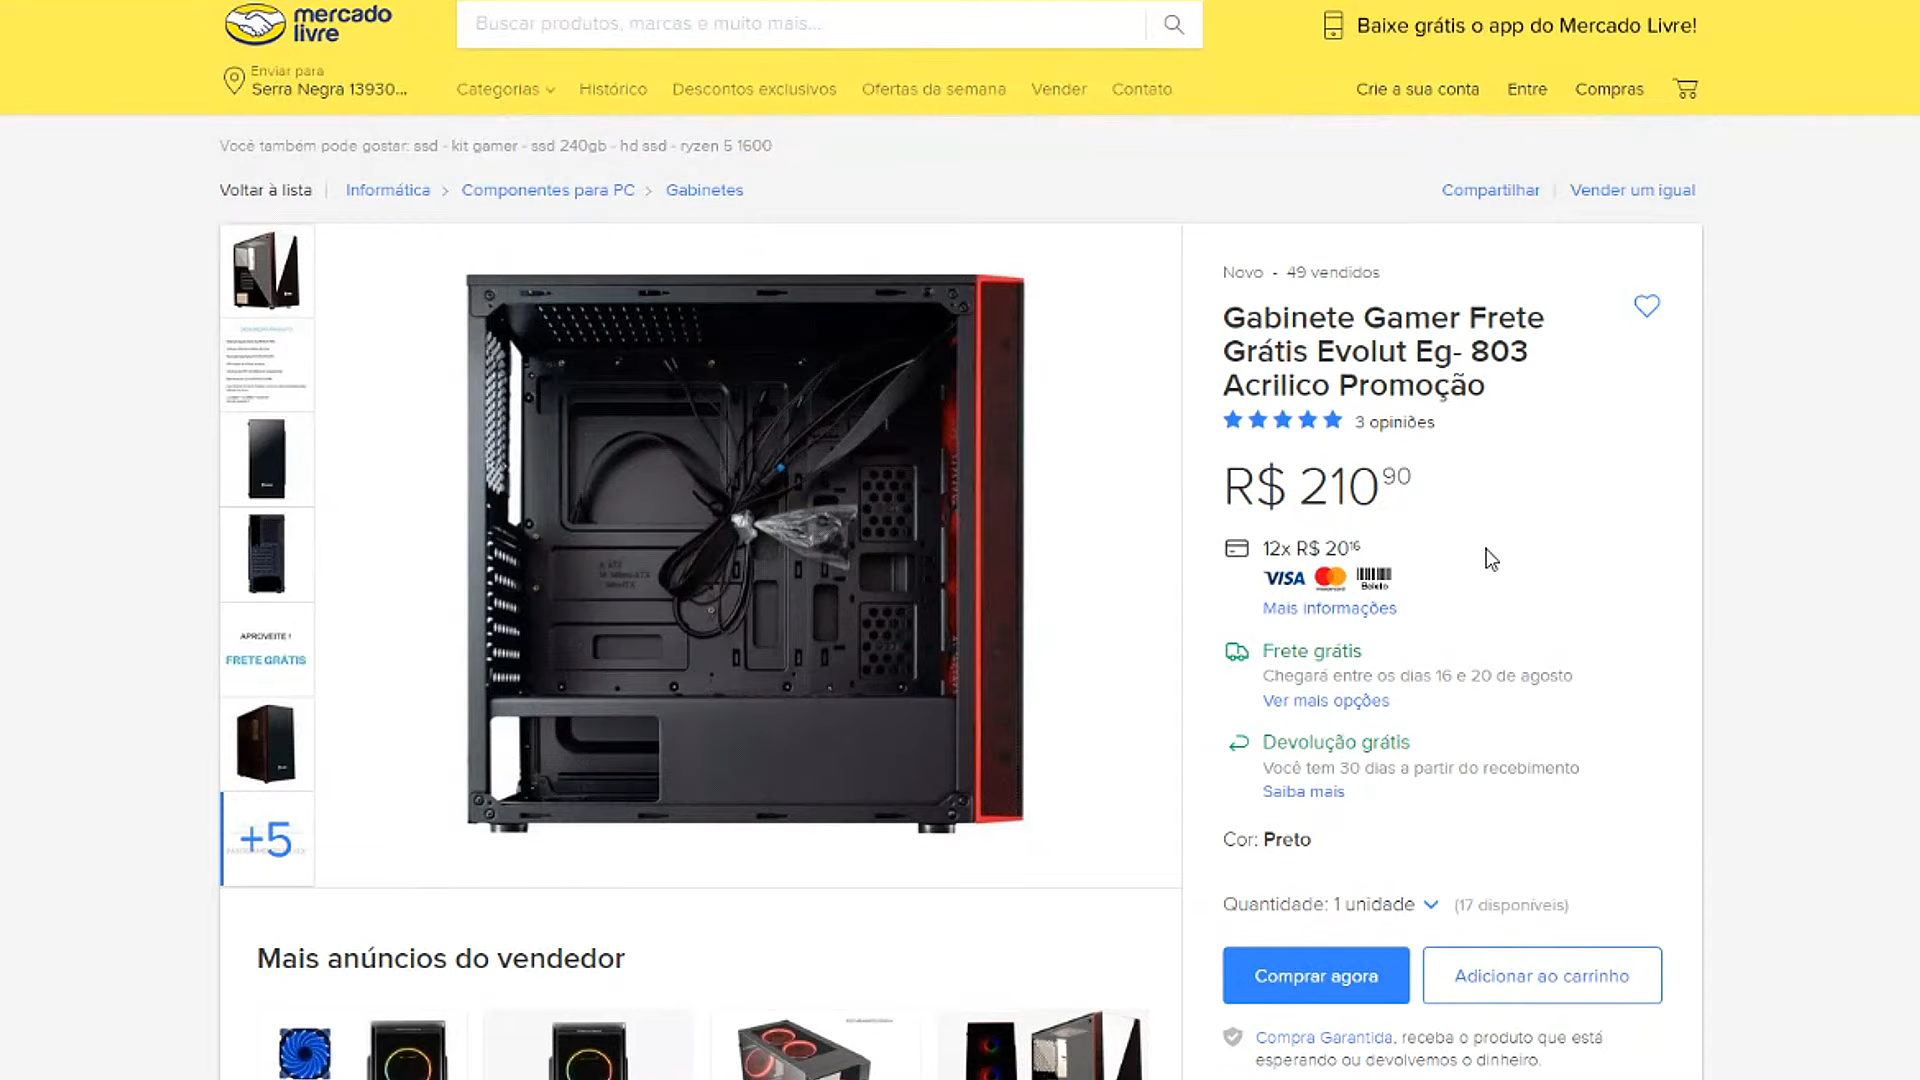 mercado
livre
Buscar produtos, marcas e muito mais...
Baixe grátis o app do Mercado Livre!
Enviar para
Serra Negra 13930...
Categorias
Histórico
Descontos exclusivos
Ofertas da semana
Vender
Contato
Crie a sua conta
Entre
Compras
Você também pode gostar: ssd - kit gamer - ssd 240gb - hd ssd - ryzen 5 1600
Voltar à lista
Informática
Componentes para PC
Gabinetes
Compartilhar
Vender um igual
APROVEITE !
FRETE GRÁTIS
+5
Novo - 49 vendidos
Gabinete Gamer Frete
Grátis Evolut Eg- 803
Acrilico Promoção
3 opiniões
R$ 210 90
12x R$ 20 16
VISA
mastercard
Boleto
Mais informações
Frete grátis
Chegará entre os dias 16 e 20 de agosto
Ver mais opções
Devolução grátis
Você tem 30 dias a partir do recebimento
Saiba mais
Cor: Preto
Quantidade: 1 unidade
(17 disponíveis)
Comprar agora
Adicionar ao carrinho
Compra Garantida, receba o produto que está
esperando ou devolvemos o dinheiro.
Mais anúncios do vendedor